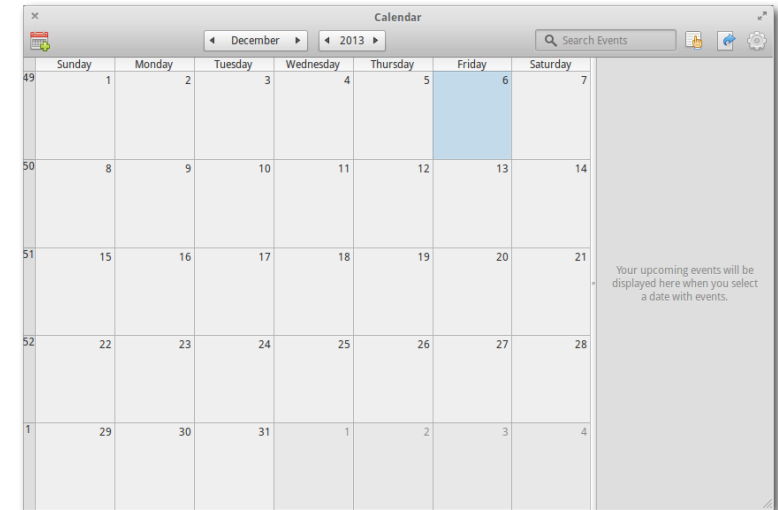 Calendar
December
2013
Search Events
Sunday Monday Tuesday Wednesday Thursday Friday Saturday
49 1 2 3 4 5 6 7
50 8 9 10 11 12 13 14
51 15 16 17 18 19 20 21
Your upcoming events will be
displayed here when you select
a date with events.
52 22 23 24 25 26 27 28
1 29 30 31 1 2 3 4